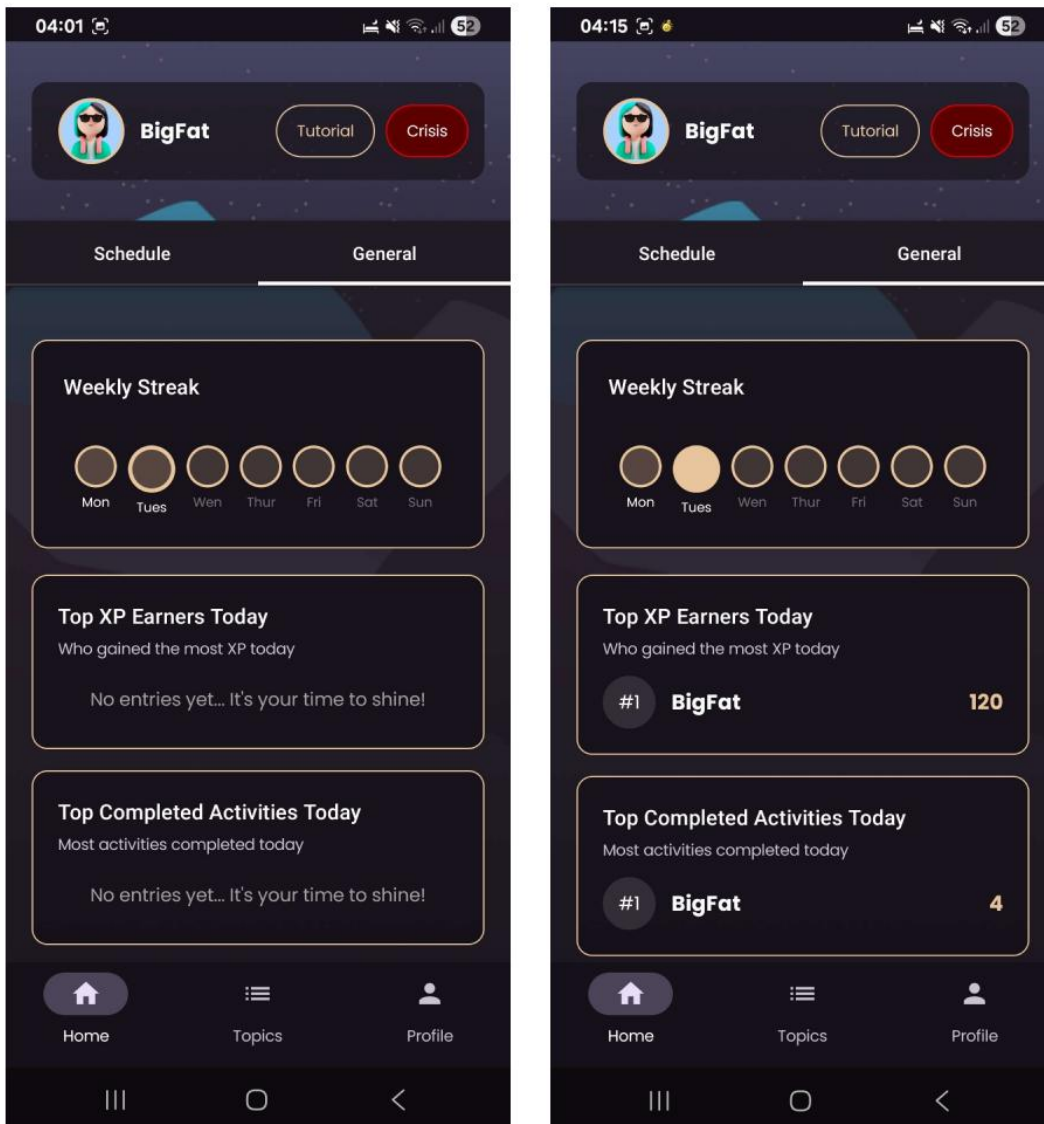 04:01
52
BigFat
Tutorial
Crisis
Schedule
General
Weekly Streak
Mon Tues Wen Thur Fri Sat Sun
Top XP Earners Today
Who gained the most XP today
No entries yet... It's your time to shine!
Top Completed Activities Today
Most activities completed today
No entries yet... It's your time to shine!
Home Topics Profile
04:15
52
BigFat
Tutorial
Crisis
Schedule
General
Weekly Streak
Mon Tues Wen Thur Fri Sat Sun
Top XP Earners Today
Who gained the most XP today
#1 BigFat 120
Top Completed Activities Today
Most activities completed today
#1 BigFat 4
Home Topics Profile